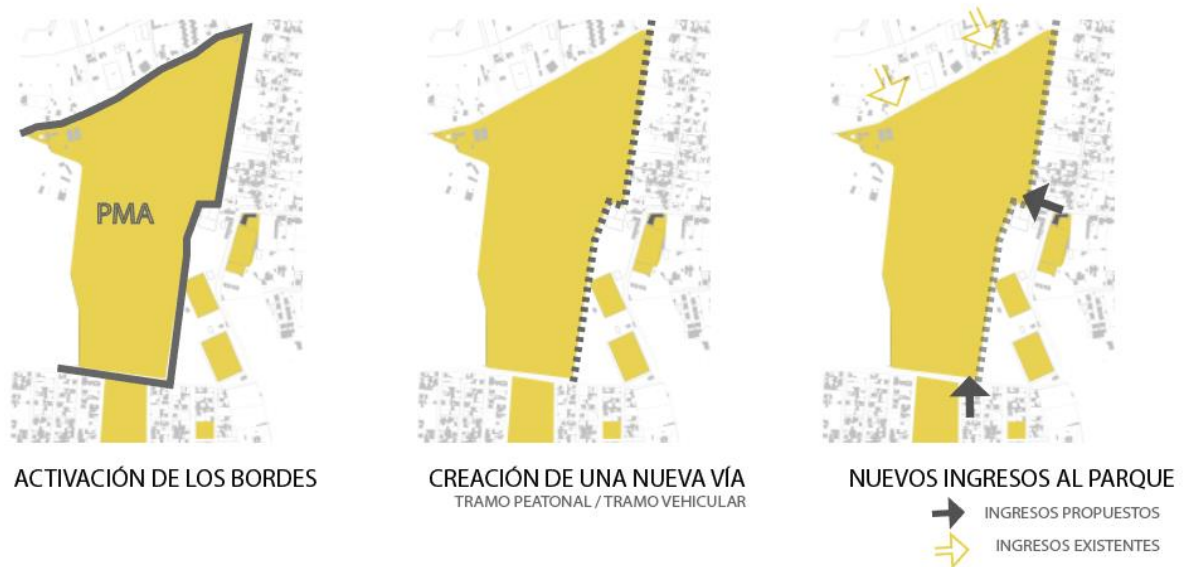 PMA
ACTIVACIÓN DE LOS BORDES
CREACIÓN DE UNA NUEVA VÍA
TRAMO PEATONAL / TRAMO VEHICULAR
NUEVOS INGRESOS AL PARQUE
INGRESOS PROPUESTOS
INGRESOS EXISTENTES